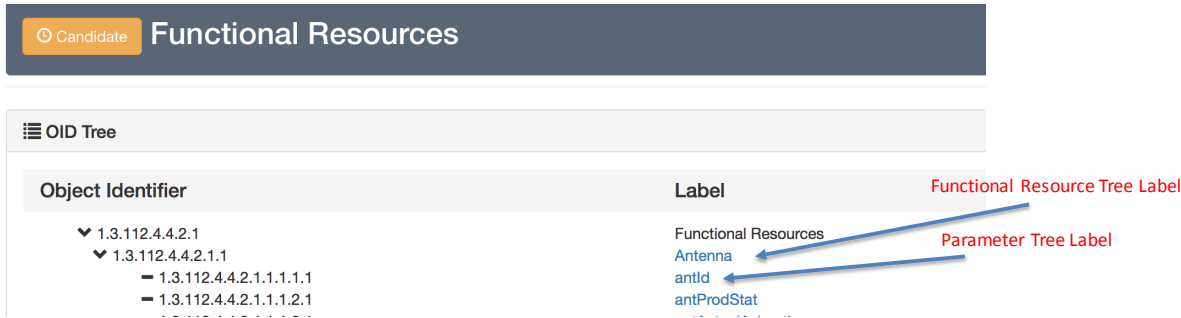 Candidate Functional Resources
OID Tree
Object Identifier Label
Functional Resource Tree Label
1.3.112.4.4.2.1 Functional Resources
Parameter Tree Label
1.3.112.4.4.2.1.1 Antenna
1.3.112.4.4.2.1.1.1.1.1 antId
1.3.112.4.4.2.1.1.1.2.1 antProdStat